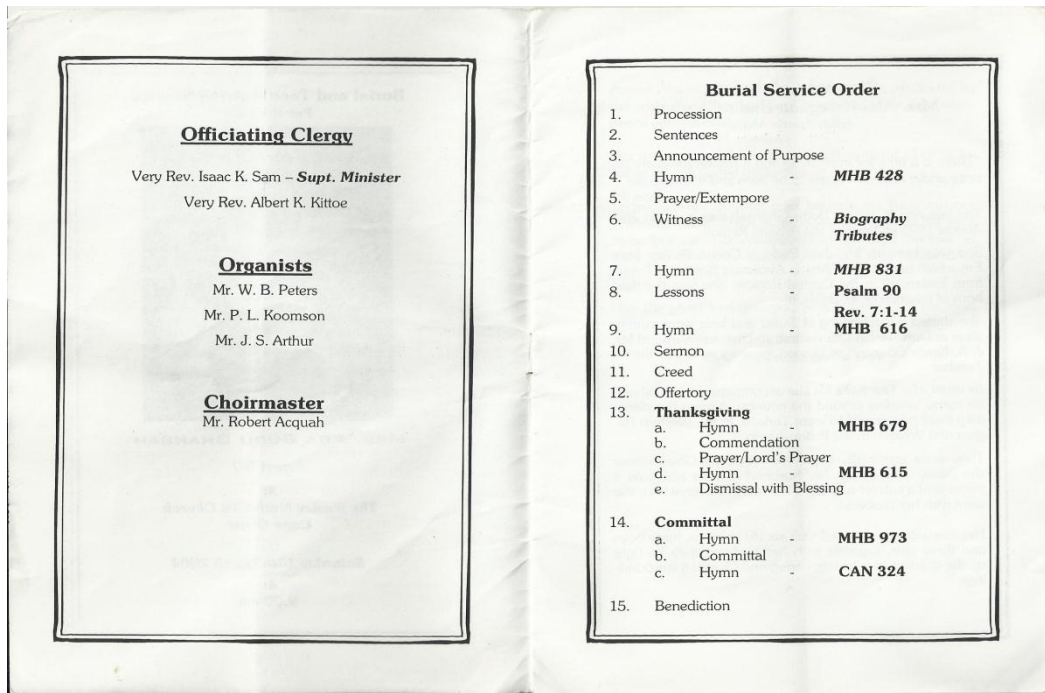 Officiating Clergy
Very Rev. Isaac K. Sam – Supt. Minister
Very Rev. Albert K. Kittoe
Organists
Mr. W. B. Peters
Mr. P. L. Koomson
Mr. J. S. Arthur
Choirmaster
Mr. Robert Acquah
Burial Service Order
1. Procession
2. Sentences
3. Announcement of Purpose
4. Hymn - MHB 428
5. Prayer/Extempore
6. Witness - Biography
Tributes
7. Hymn - MHB 831
8. Lessons - Psalm 90
Rev. 7:1-14
9. Hymn - MHB 616
10. Sermon
11. Creed
12. Offertory
13. Thanksgiving
a. Hymn - MHB 679
b. Commendation
c. Prayer/Lord's Prayer
d. Hymn - MHB 615
e. Dismissal with Blessing
14. Committal
a. Hymn - MHB 973
b. Committal
c. Hymn - CAN 324
15. Benediction